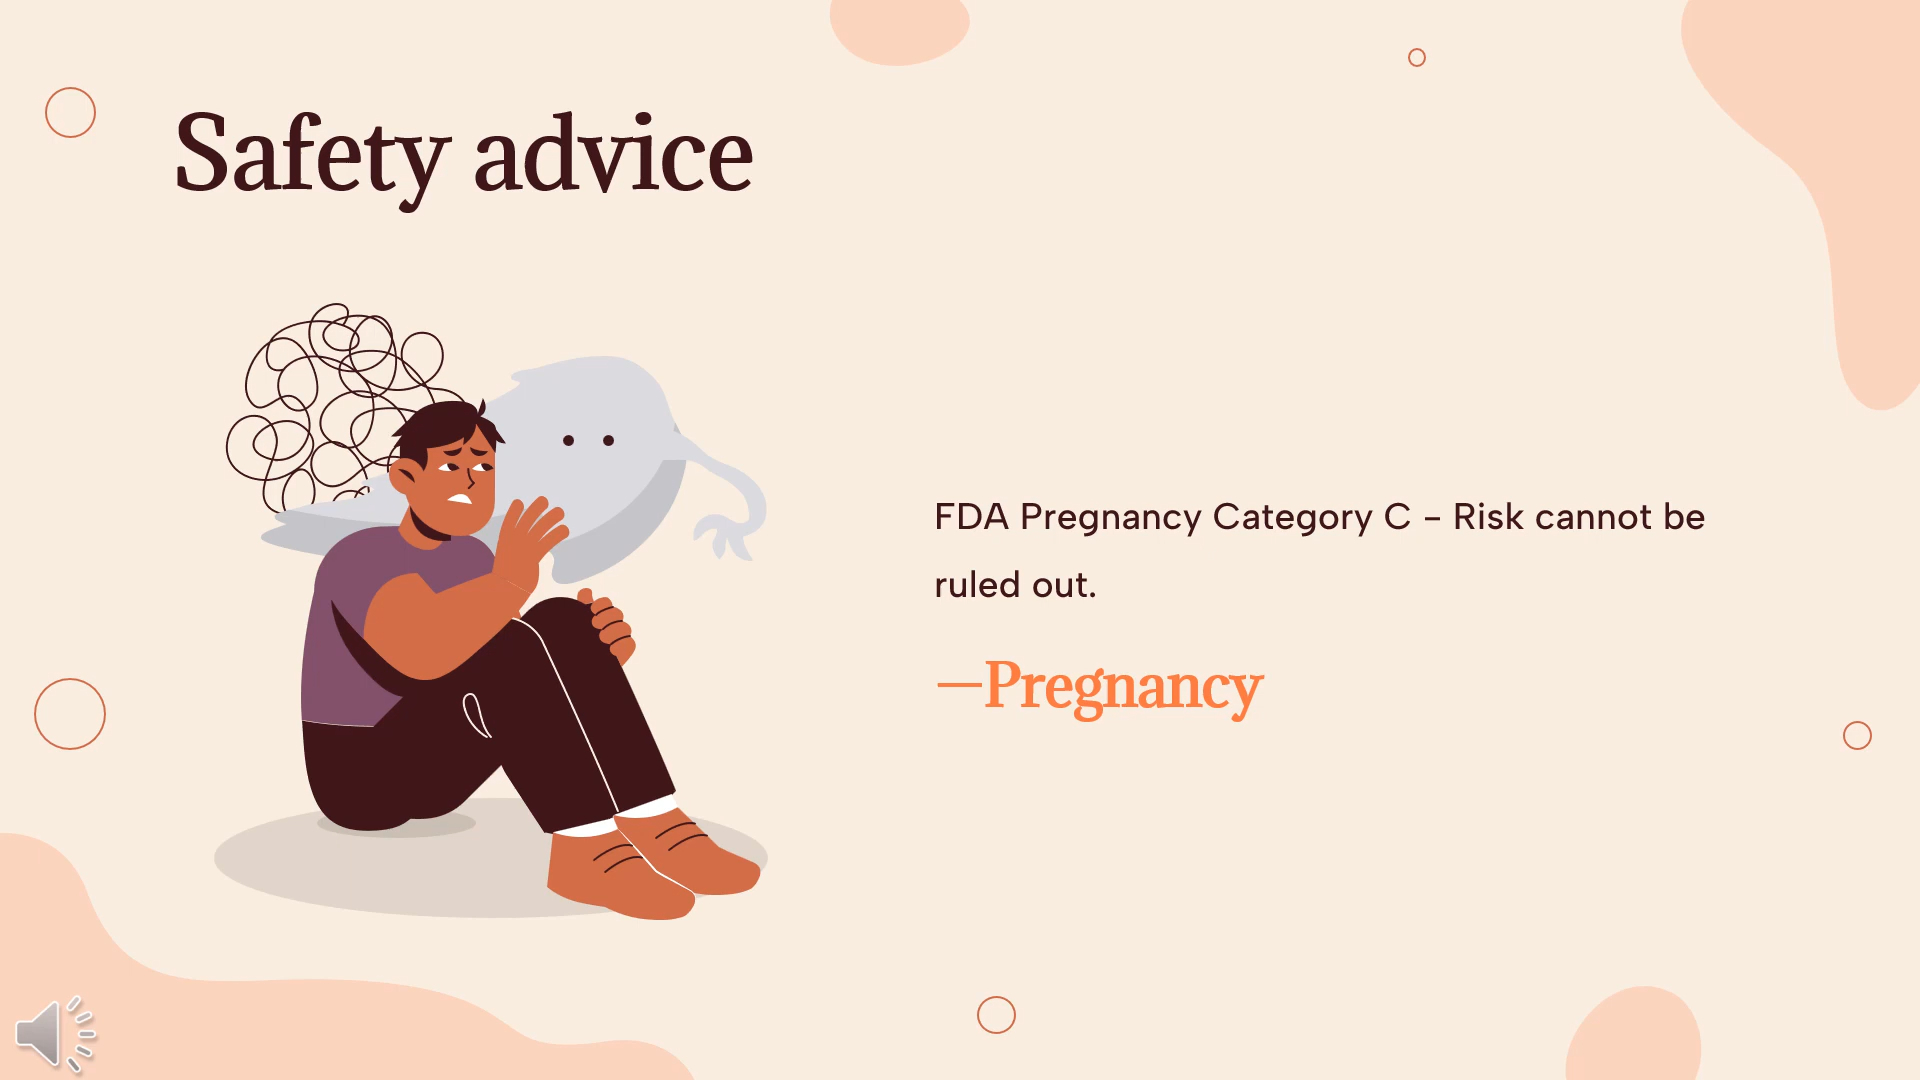 Safety advice
FDA Pregnancy Category C – Risk cannot be
ruled out.
—Pregnancy